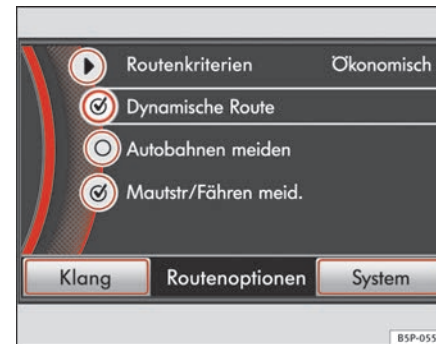 Routenkriterien Ökonomisch
Dynamische Route
Autobahnen meiden
Mautstr/Fähren meid.
Klang Routenoptionen System
B5P-055